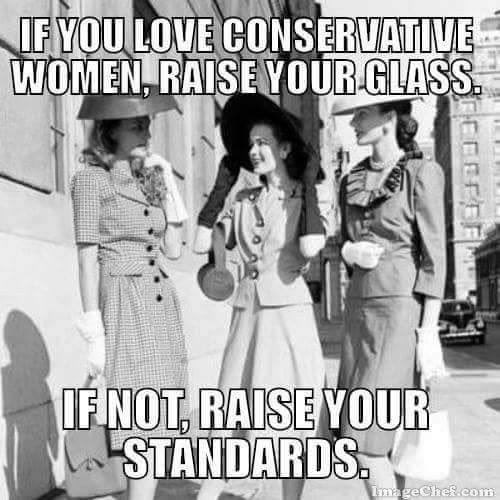 IF YOU LOVE CONSERVATIVE
WOMEN, RAISE YOUR GLASS.
IF NOT, RAISE YOUR
STANDARDS.
ImageChef.com